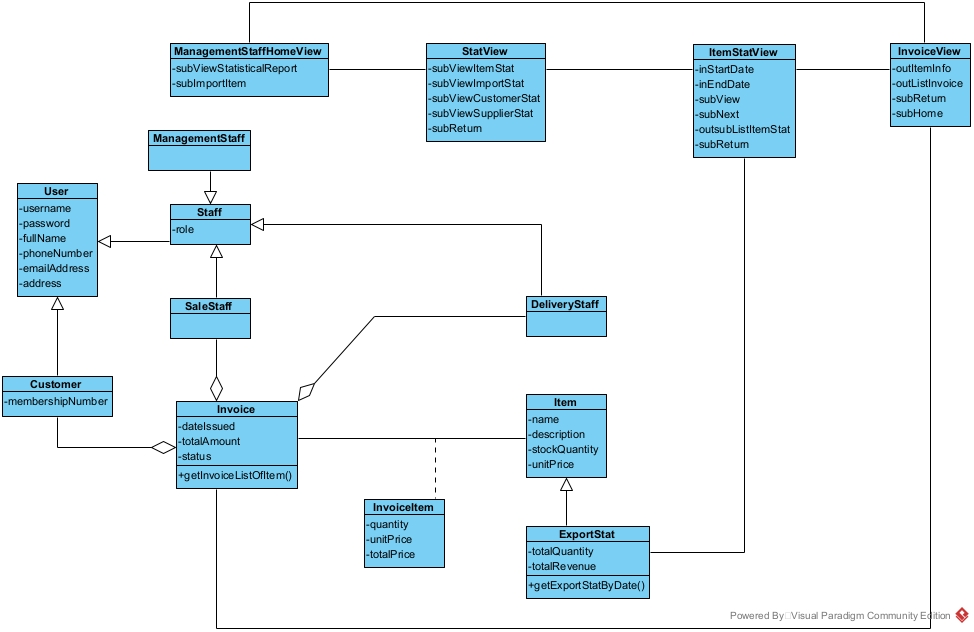 ManagementStaffHomeView
-subViewStatisticalReport
-subImportItem
StatView
-subViewItemStat
-subViewImportStat
-subViewCustomerStat
-subViewSupplierStat
-subReturn
ItemStatView
-inStartDate
-inEndDate
-subView
-subNext
-outsubListItemStat
-subReturn
InvoiceView
-outItemInfo
-outListInvoice
-subReturn
-subHome
ManagementStaff
User
-username
-password
-fullName
-phoneNumber
-emailAddress
-address
Staff
-role
SaleStaff
DeliveryStaff
Customer
-membershipNumber
Invoice
-dateIssued
-totalAmount
-status
+getInvoiceListOfItem()
Item
-name
-description
-stockQuantity
-unitPrice
InvoiceItem
-quantity
-unitPrice
-totalPrice
ExportStat
-totalQuantity
-totalRevenue
+getExportStatByDate()
Powered By Visual Paradigm Community Edition